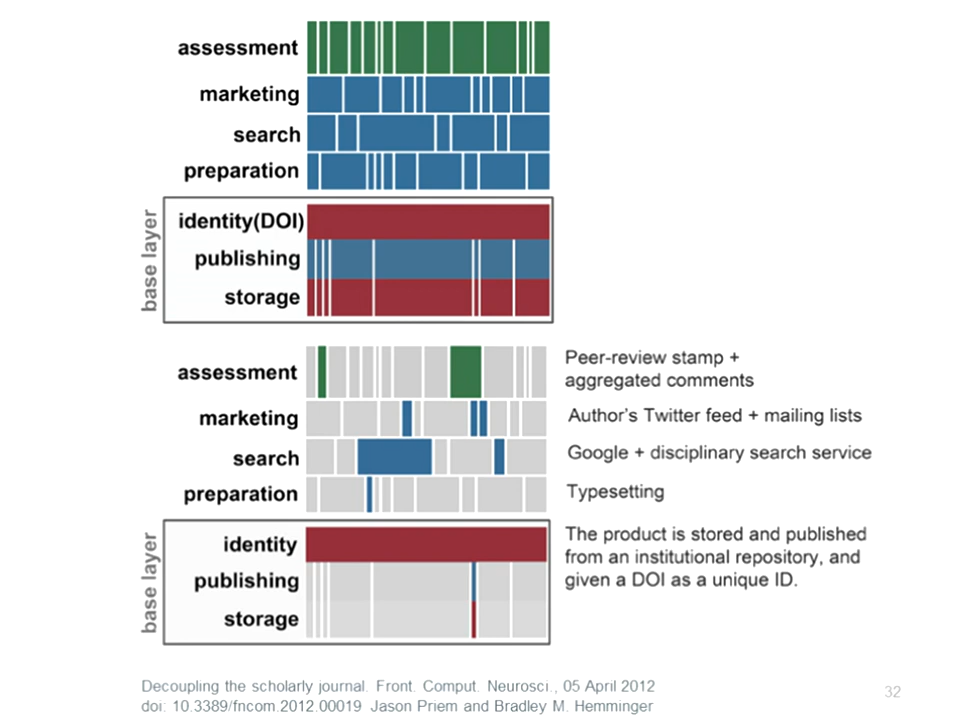 assessment
marketing
search
preparation
base layer
identity(DOI)
publishing
storage
assessment
Peer-review stamp +
aggregated comments
marketing
Author's Twitter feed + mailing lists
search
Google + disciplinary search service
preparation
Typesetting
base layer
identity
publishing
storage
The product is stored and published
from an institutional repository, and
given a DOI as a unique ID.
Decoupling the scholarly journal. Front. Comput. Neurosci., 05 April 2012
doi: 10.3389/fncom.2012.00019 Jason Priem and Bradley M. Hemminger
32